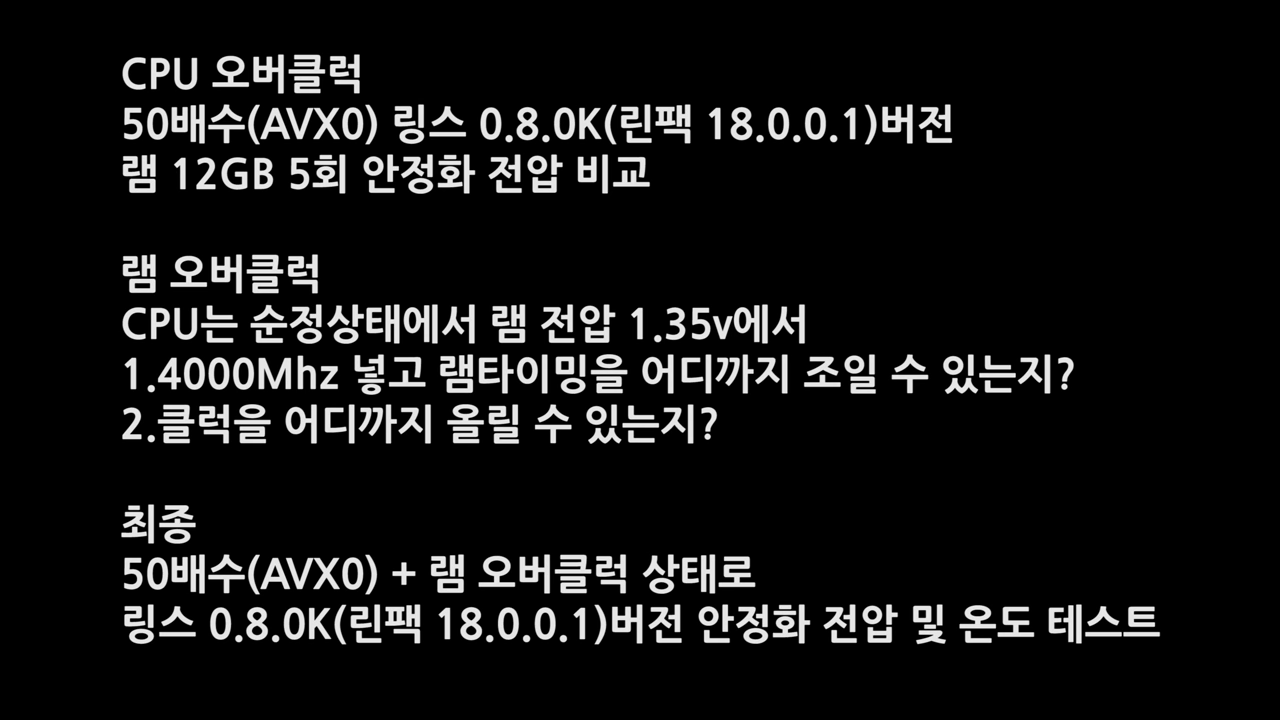 CPU 오버클럭
50배수(AVX0) 링스 0.8.0K(린팩 18.0.0.1)버전
램 12GB 5회 안정화 전압 비교
램 오버클럭
CPU는 순정상태에서 램 전압 1.35v에서
1.4000Mhz 넣고 램타이밍을 어디까지 조일 수 있는지?
2.클럭을 어디까지 올릴 수 있는지?
최종
50배수(AVX0) + 램 오버클럭 상태로
링스 0.8.0K(린팩 18.0.0.1)버전 안정화 전압 및 온도 테스트